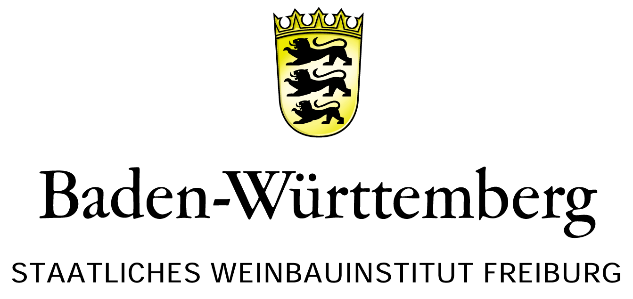 Baden-Württemberg
STAATLICHES WEINBAUINSTITUT FREIBURG